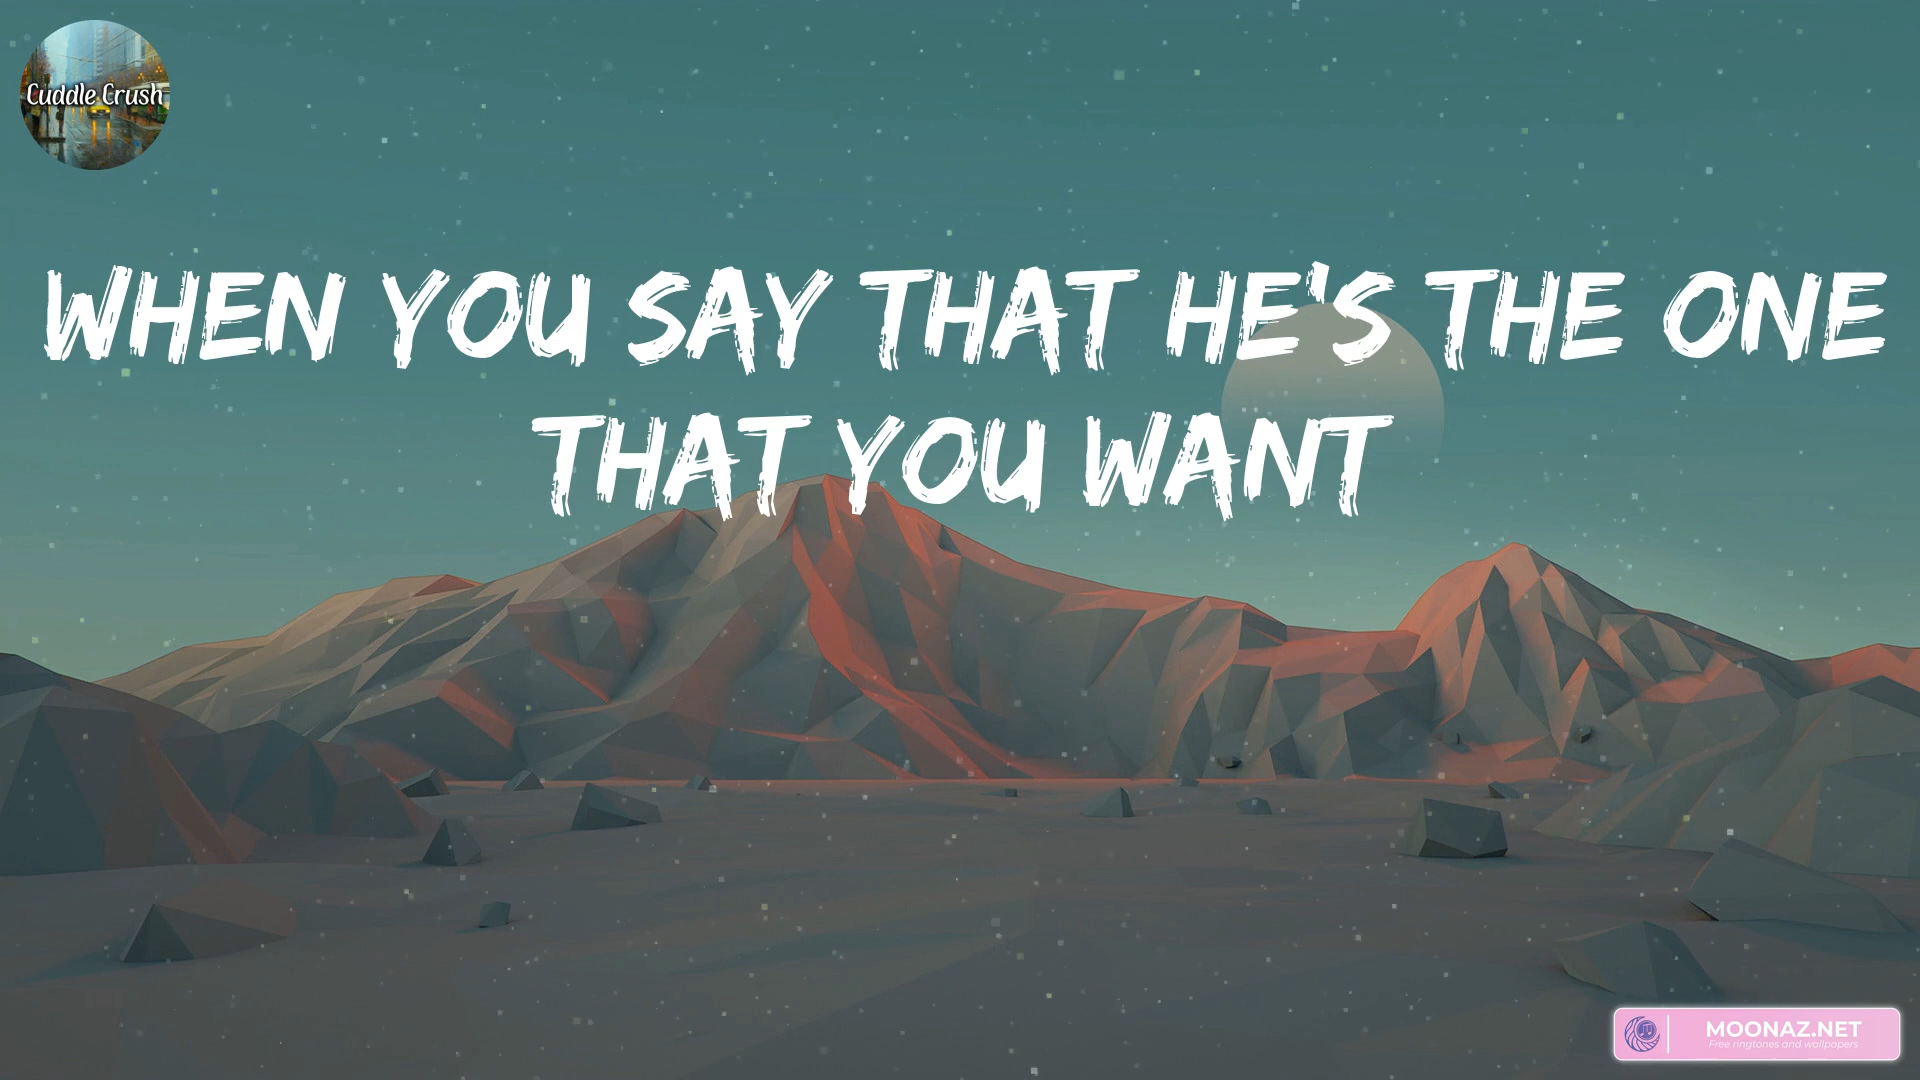 Cuddle Crush
WHEN YOU SAY THAT HE'S THE ONE
THAT YOU WANT
MOONAZ.NET
Free ringtones and wallpapers